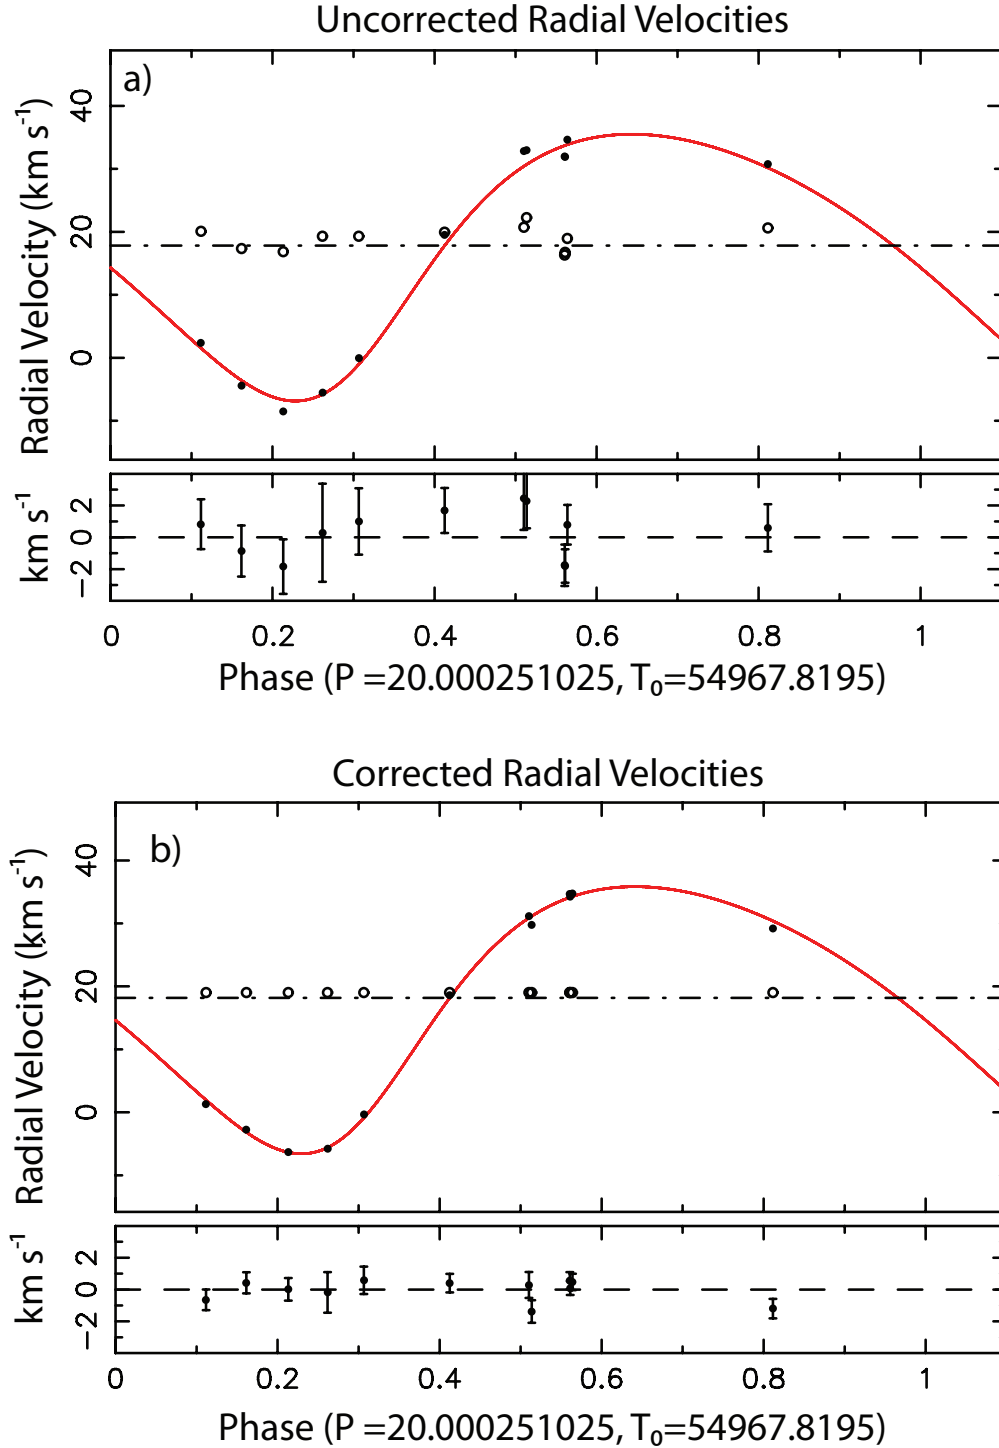 Uncorrected Radial Velocities
a)
Radial Velocity (km s⁻¹)
40
20
0
km s⁻¹
2
0
−2
0 0.2 0.4 0.6 0.8 1
Phase (P =20.000251025, T₀=54967.8195)
Corrected Radial Velocities
b)
Radial Velocity (km s⁻¹)
40
20
0
km s⁻¹
2
0
−2
0 0.2 0.4 0.6 0.8 1
Phase (P =20.000251025, T₀=54967.8195)